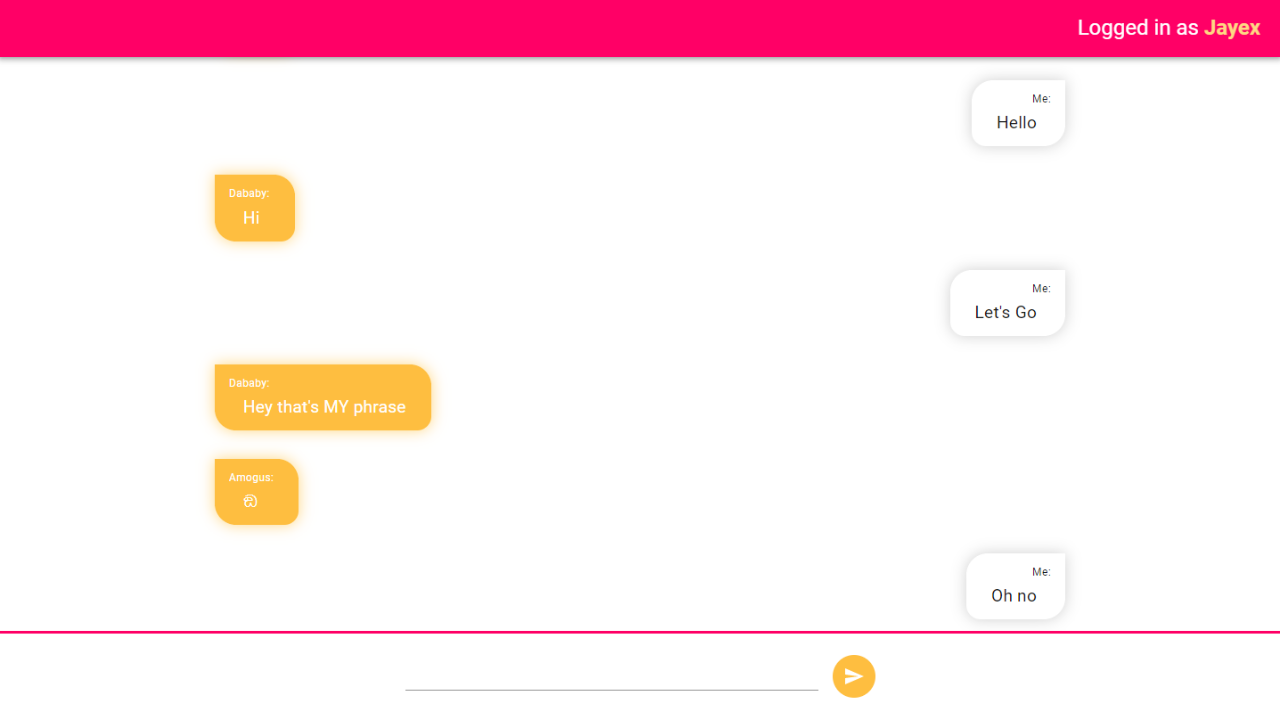 Logged in as Jayex
Me:
Hello
Dababy:
Hi
Me:
Let's Go
Dababy:
Hey that's MY phrase
Amogus:
ඞ
Me:
Oh no